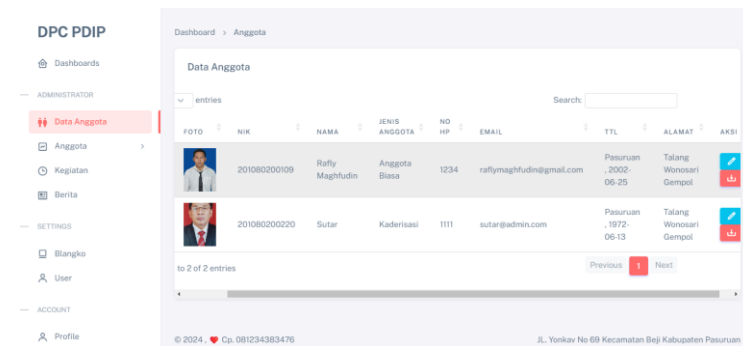 DPC PDIP
Dashboards
ADMINISTRATOR
Data Anggota
Anggota
Kegiatan
Berita
SETTINGS
Blangko
User
ACCOUNT
Profile
Dashboard > Anggota
Data Anggota
entries
Search:
FOTO NIK NAMA JENIS ANGGOTA NO HP EMAIL TTL ALAMAT AKSI
201080200109 Rafly Maghfudin Anggota Biasa 1234 raflymaghfudin@gmail.com Pasuruan , 2002-06-25 Talang Wonosari Gempol
201080200220 Sutar Kaderisasi 1111 sutar@admin.com Pasuruan , 1972-06-13 Talang Wonosari Gempol
to 2 of 2 entries
Previous 1 Next
© 2024 , ❤ Cp. 081234383476
JL. Yonkav No 69 Kecamatan Beji Kabupaten Pasuruan